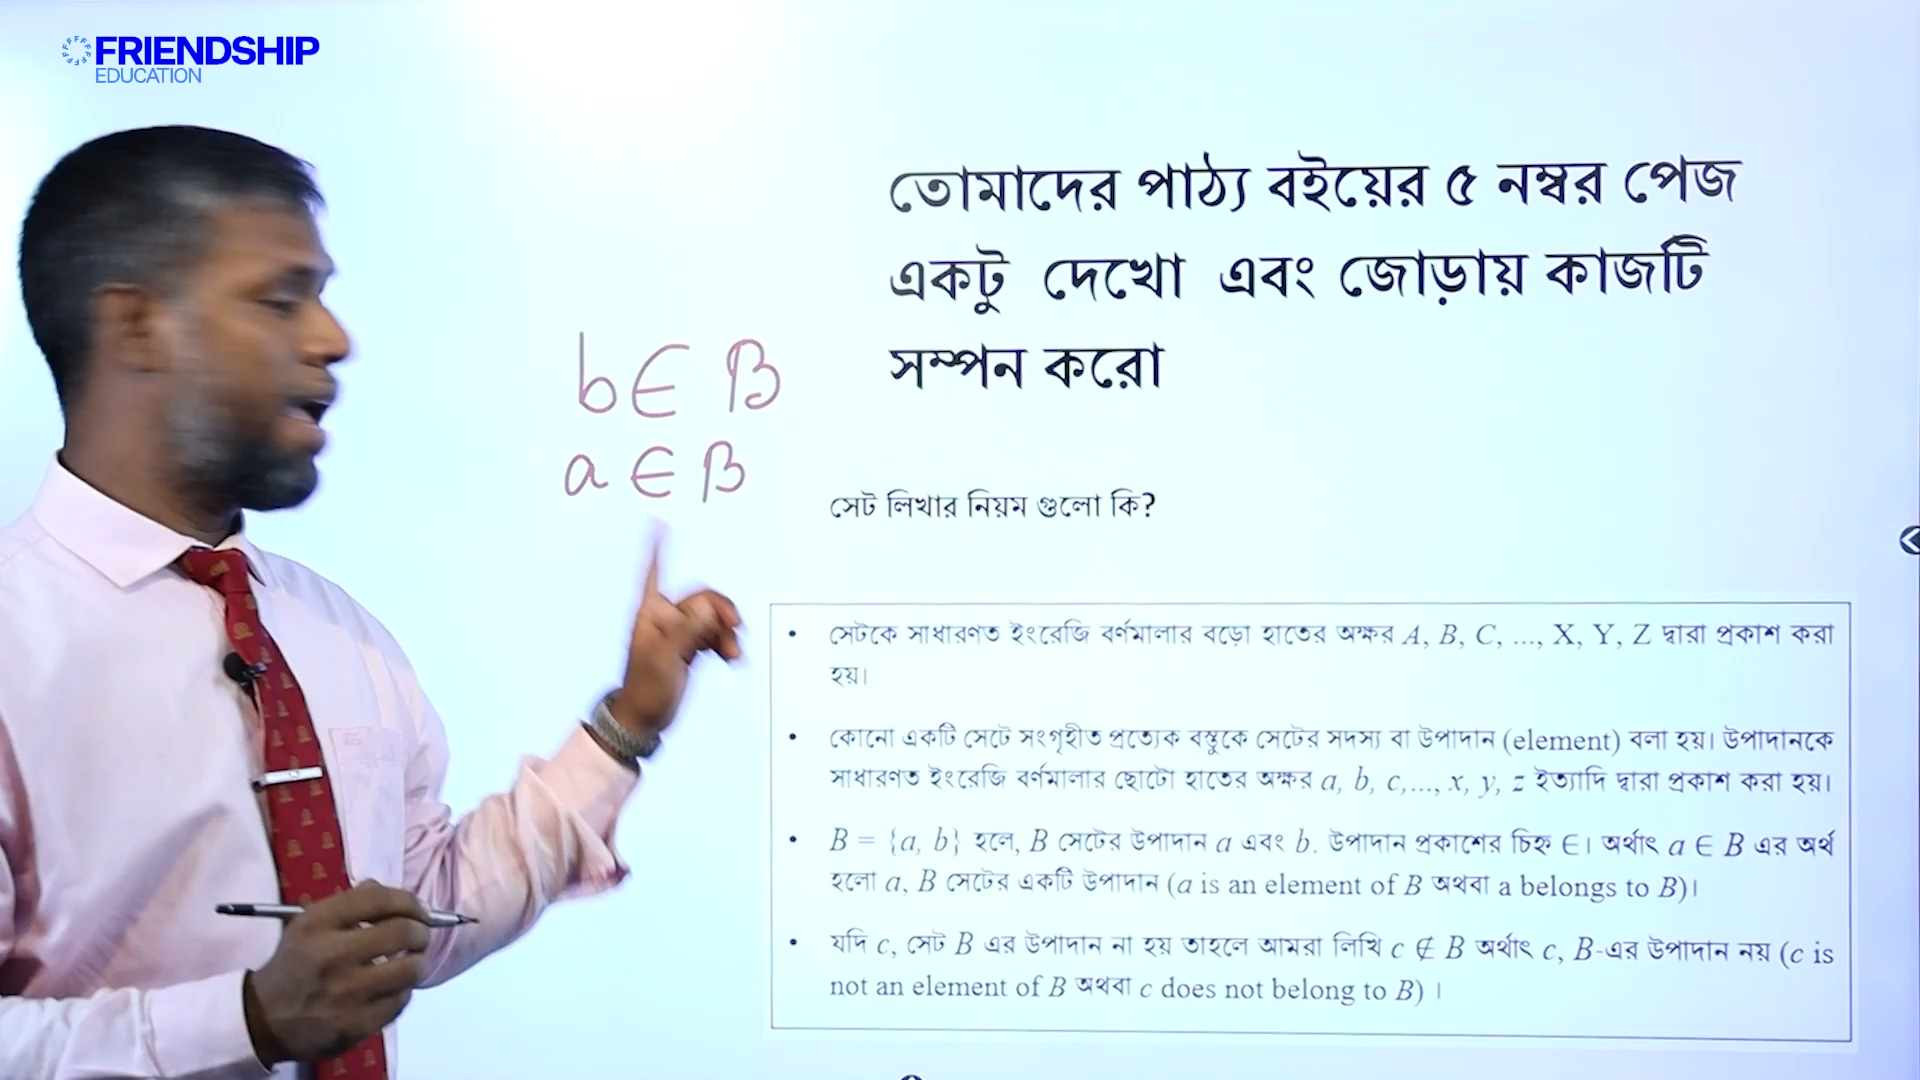 FRIENDSHIP
EDUCATION
তোমাদের পাঠ্য বইয়ের ৫ নম্বর পেজ
একটু দেখো এবং জোড়ায় কাজটি
সম্পন করো
b ∈ B
a ∈ B
সেট লিখার নিয়ম গুলো কি?
• সেটকে সাধারণত ইংরেজি বর্ণমালার বড়ো হাতের অক্ষর A, B, C, ..., X, Y, Z দ্বারা প্রকাশ করা
হয়।
• কোনো একটি সেটে সংগৃহীত প্রত্যেক বস্তুকে সেটের সদস্য বা উপাদান (element) বলা হয়। উপাদানকে
সাধারণত ইংরেজি বর্ণমালার ছোটো হাতের অক্ষর a, b, c,..., x, y, z ইত্যাদি দ্বারা প্রকাশ করা হয়।
• B = {a, b} হলে, B সেটের উপাদান a এবং b. উপাদান প্রকাশের চিহ্ন ∈। অর্থাৎ a ∈ B এর অর্থ
হলো a, B সেটের একটি উপাদান (a is an element of B অথবা a belongs to B)।
• যদি c, সেট B এর উপাদান না হয় তাহলে আমরা লিখি c ∉ B অর্থাৎ c, B-এর উপাদান নয় (c is
not an element of B অথবা c does not belong to B) ।